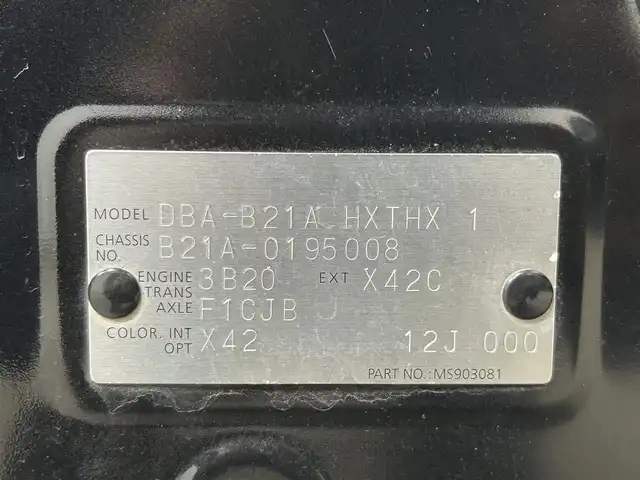 MODEL DBA-B21A HXTHX 1
CHASSIS NO. B21A-0195008
ENGINE 3B20 EXT X42C
TRANS AXLE F1CJB
COLOR. INT OPT X42 12J 000
PART NO. :MS903081